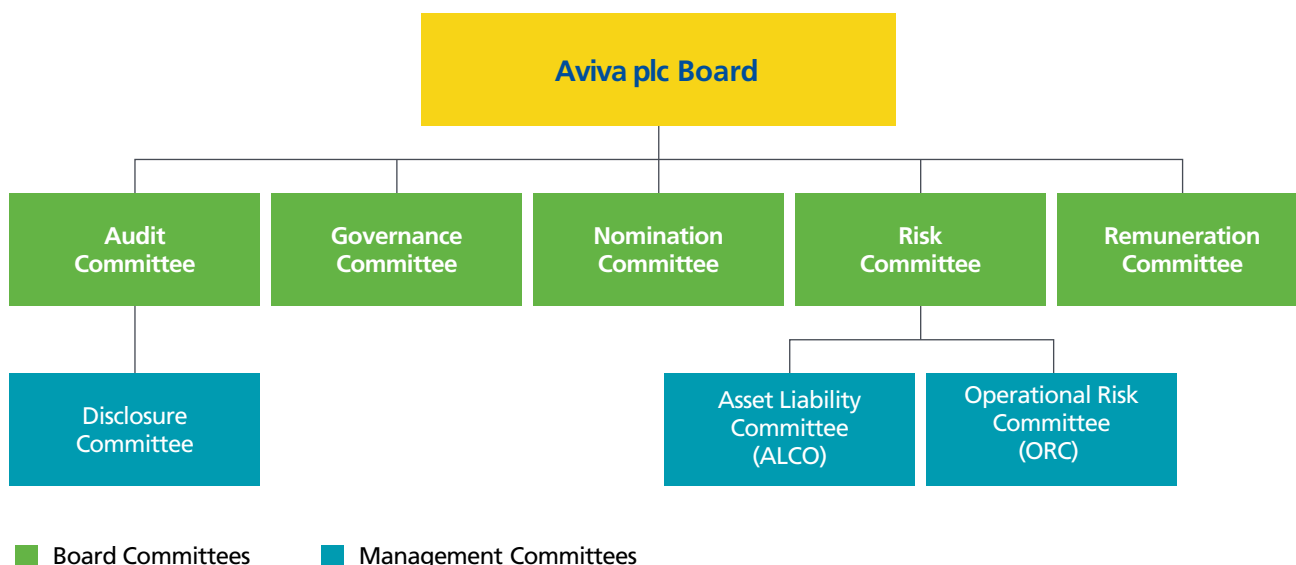 Aviva plc Board
Audit
Committee
Governance
Committee
Nomination
Committee
Risk
Committee
Remuneration
Committee
Disclosure
Committee
Asset Liability
Committee
(ALCO)
Operational Risk
Committee
(ORC)
Board Committees
Management Committees